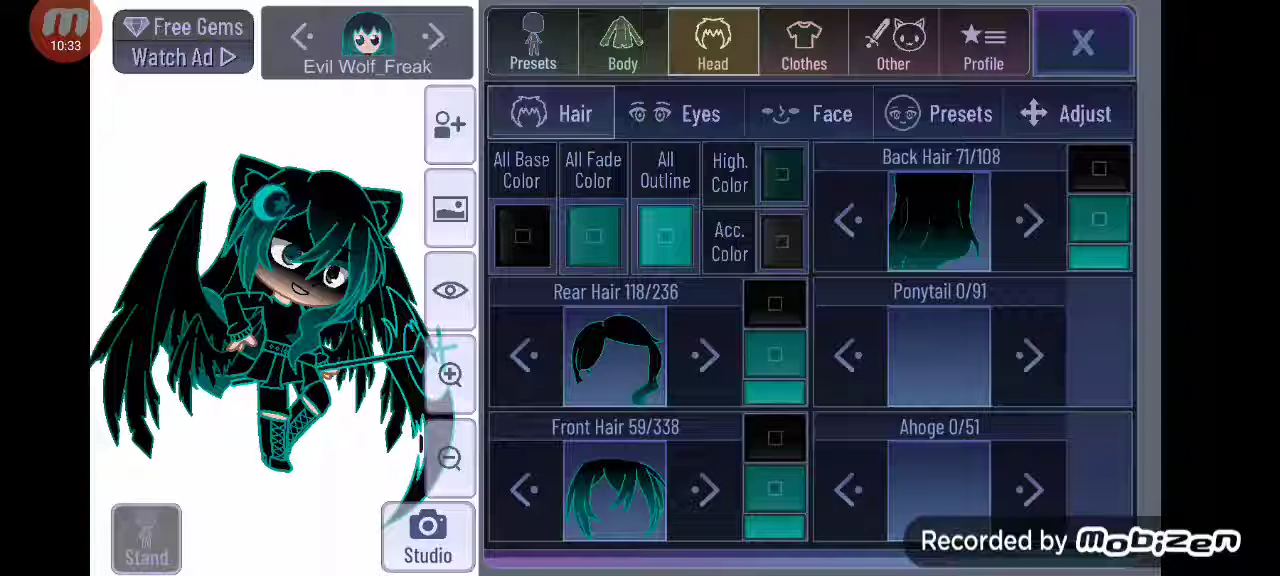 10:33
Free Gems
Watch Ad
Evil Wolf_Freak
Presets
Body
Head
Clothes
Other
Profile
X
Hair
Eyes
Face
Presets
Adjust
All Base
Color
All Fade
Color
All
Outline
High.
Color
Acc.
Color
Back Hair 71/108
Rear Hair 118/236
Ponytail 0/91
Front Hair 59/338
Ahoge 0/51
Stand
Studio
Recorded by Mobizen